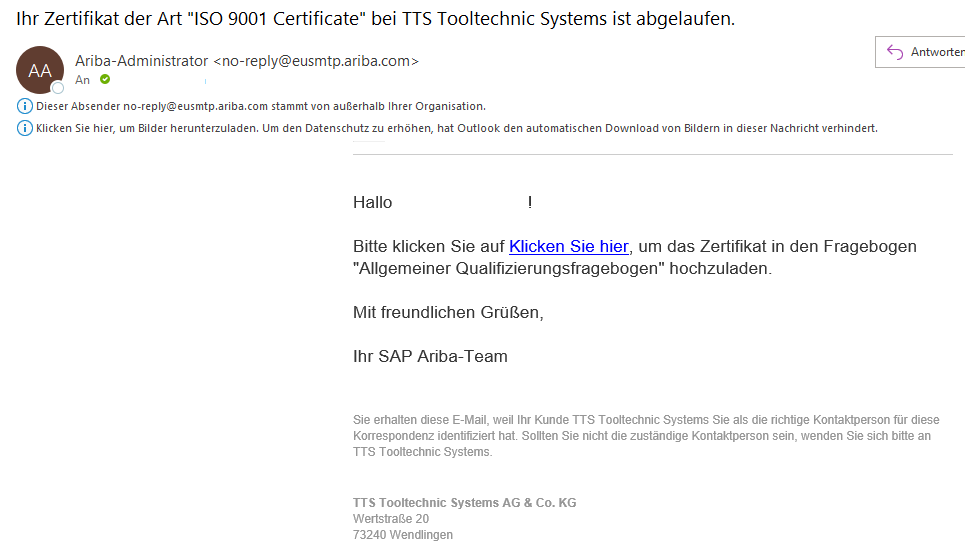 Ihr Zertifikat der Art "ISO 9001 Certificate" bei TTS Tooltechnic Systems ist abgelaufen.
AA
Ariba-Administrator <no-reply@eusmtp.ariba.com>
An
Antworten
Dieser Absender no-reply@eusmtp.ariba.com stammt von außerhalb Ihrer Organisation.
Klicken Sie hier, um Bilder herunterzuladen. Um den Datenschutz zu erhöhen, hat Outlook den automatischen Download von Bildern in dieser Nachricht verhindert.
Hallo !
Bitte klicken Sie auf Klicken Sie hier, um das Zertifikat in den Fragebogen
"Allgemeiner Qualifizierungsfragebogen" hochzuladen.
Mit freundlichen Grüßen,
Ihr SAP Ariba-Team
Sie erhalten diese E-Mail, weil Ihr Kunde TTS Tooltechnic Systems Sie als die richtige Kontaktperson für diese
Korrespondenz identifiziert hat. Sollten Sie nicht die zuständige Kontaktperson sein, wenden Sie sich bitte an
TTS Tooltechnic Systems.
TTS Tooltechnic Systems AG & Co. KG
Wertstraße 20
73240 Wendlingen